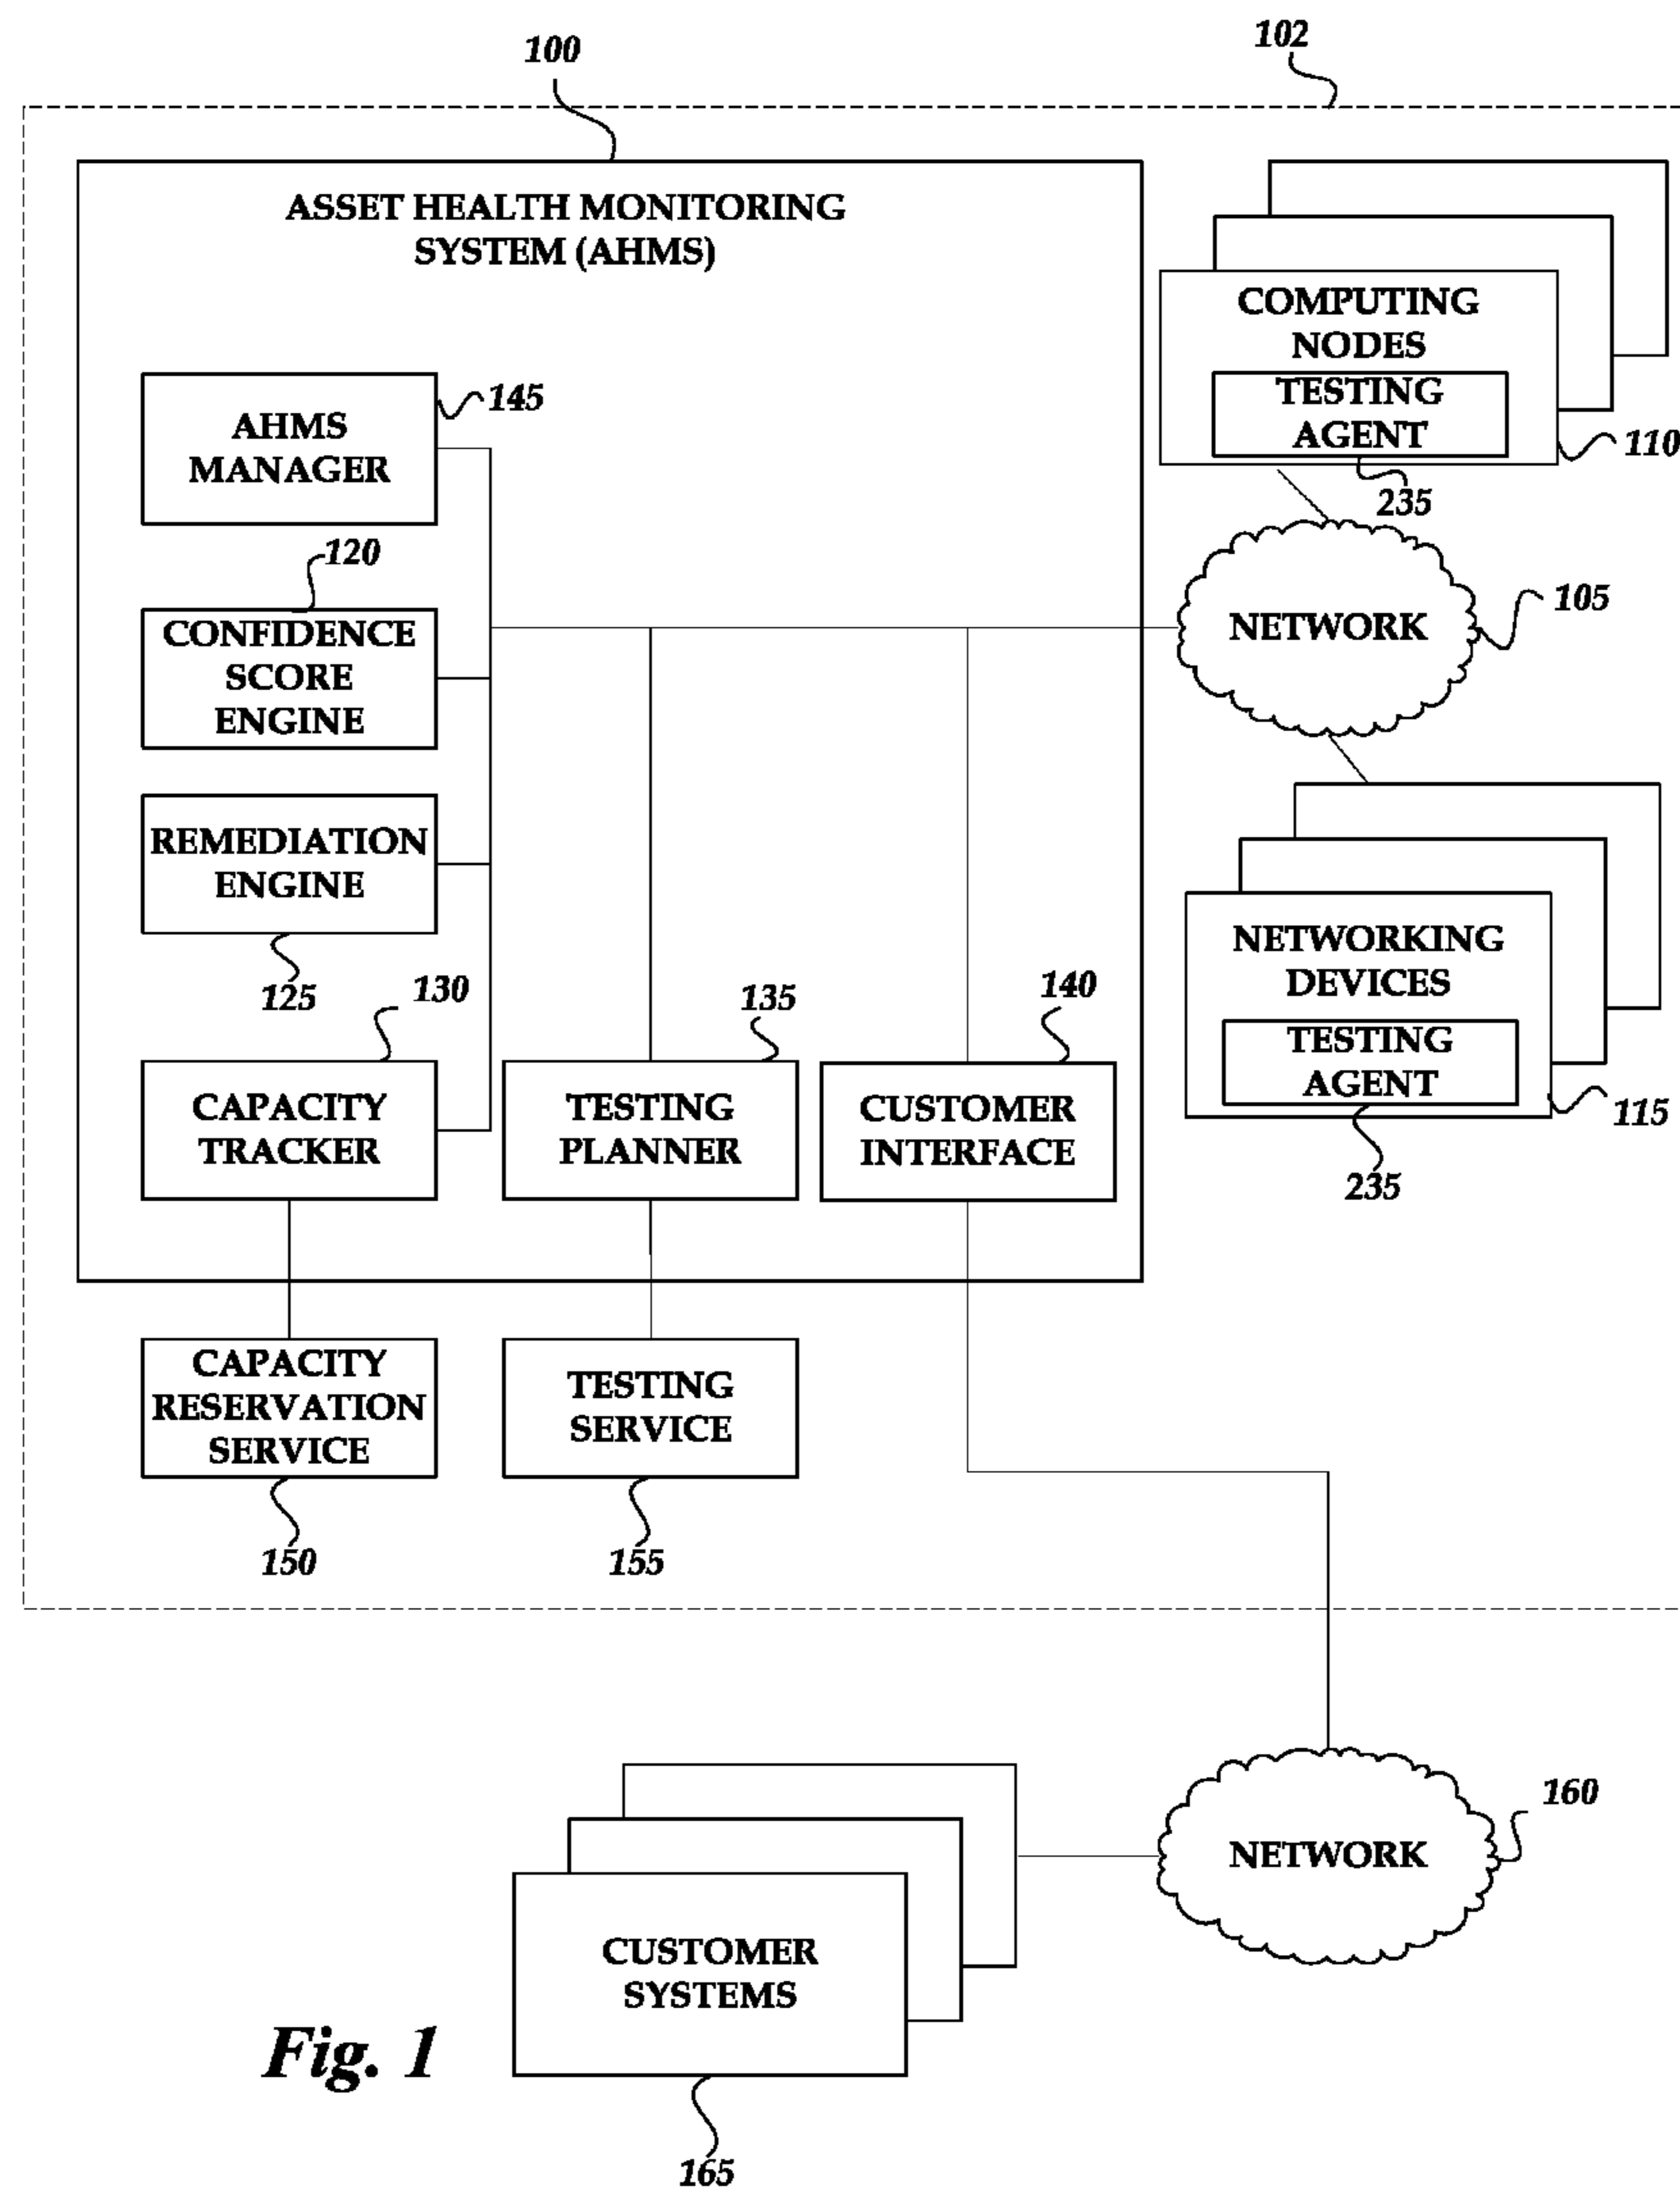 100
102
ASSET HEALTH MONITORING
SYSTEM (AHMS)
COMPUTING
NODES
TESTING
AGENT
110
235
AHMS
MANAGER
145
120
CONFIDENCE
SCORE
ENGINE
NETWORK
105
REMEDIATION
ENGINE
125
NETWORKING
DEVICES
TESTING
AGENT
115
235
130
135
140
CAPACITY
TRACKER
TESTING
PLANNER
CUSTOMER
INTERFACE
CAPACITY
RESERVATION
SERVICE
150
TESTING
SERVICE
155
NETWORK
160
CUSTOMER
SYSTEMS
165
Fig. 1